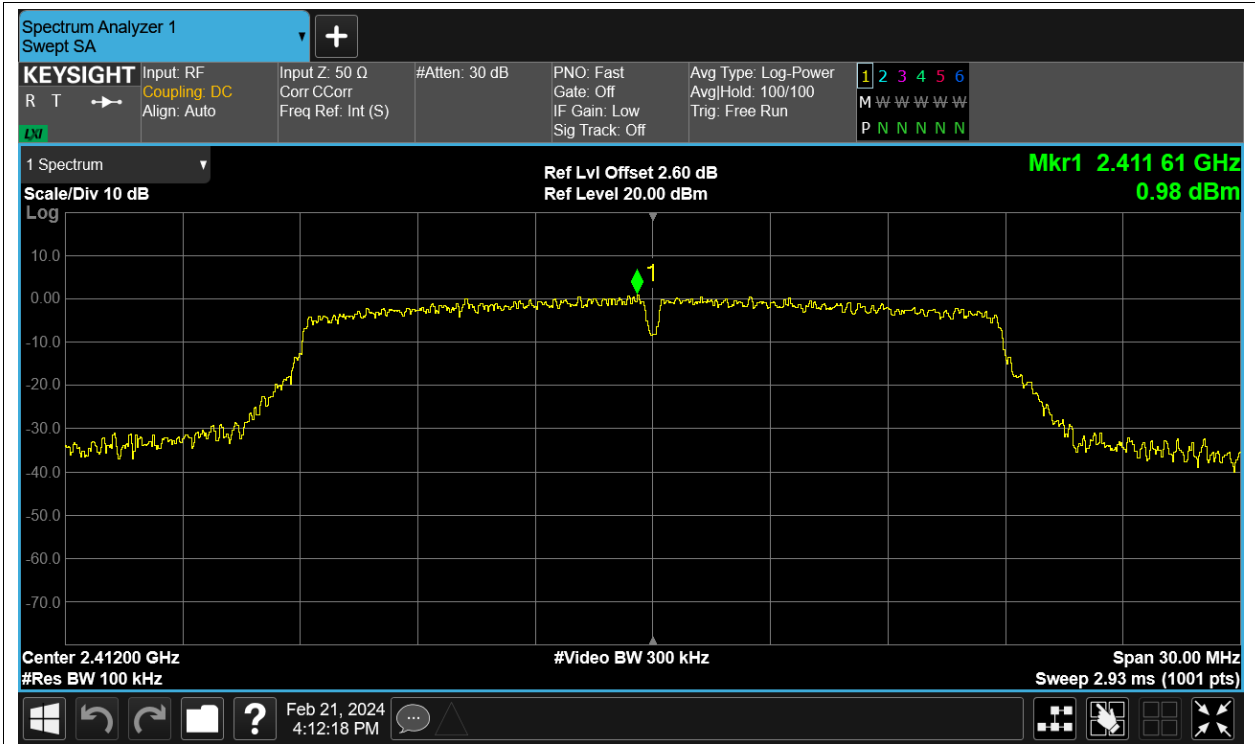 Spectrum Analyzer 1
Swept SA
KEYSIGHT
R T
LXI
Input: RF
Coupling: DC
Align: Auto
Input Z: 50 Ω
Corr CCorr
Freq Ref: Int (S)
#Atten: 30 dB
PNO: Fast
Gate: Off
IF Gain: Low
Sig Track: Off
Avg Type: Log-Power
Avg|Hold: 100/100
Trig: Free Run
1 2 3 4 5 6
M W W W W W
P N N N N N
1 Spectrum
Scale/Div 10 dB
Log
Ref Lvl Offset 2.60 dB
Ref Level 20.00 dBm
Mkr1 2.411 61 GHz
0.98 dBm
1
10.0
0.00
-10.0
-20.0
-30.0
-40.0
-50.0
-60.0
-70.0
Center 2.41200 GHz
#Res BW 100 kHz
#Video BW 300 kHz
Span 30.00 MHz
Sweep 2.93 ms (1001 pts)
?
Feb 21, 2024
4:12:18 PM